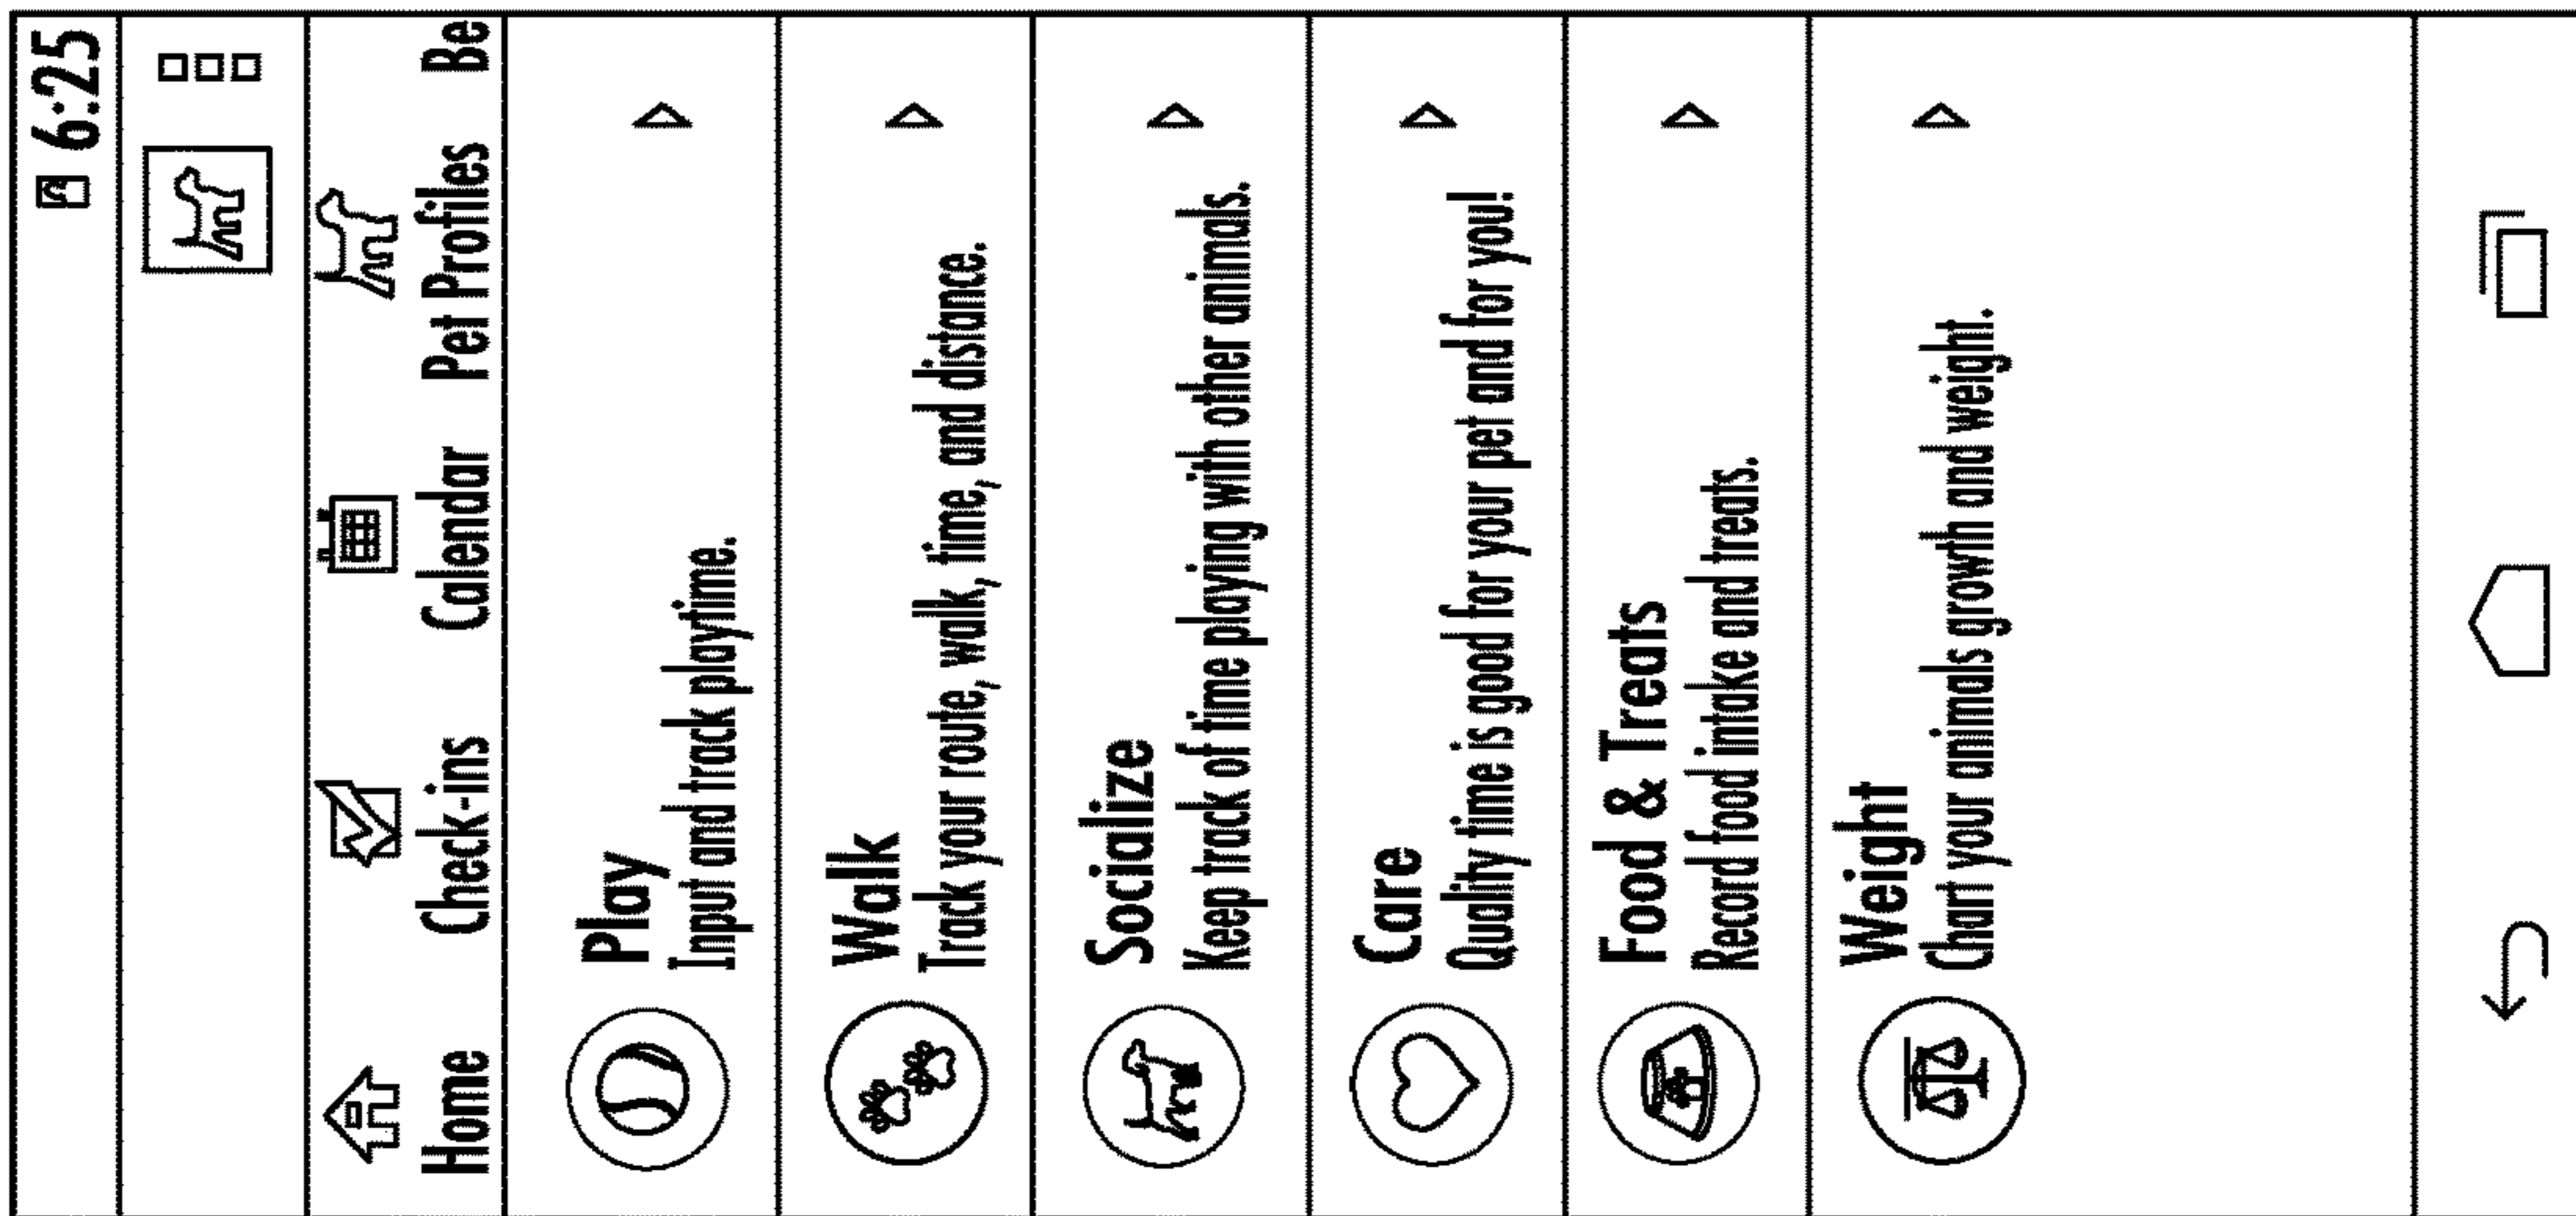 6:25
Home Check-ins Calendar Pet Profiles Be
Play
Input and track playtime.
Walk
Track your route, walk, time, and distance.
Socialize
Keep track of time playing with other animals.
Care
Quality time is good for your pet and for you!
Food & Treats
Record food intake and treats.
Weight
Chart your animals growth and weight.